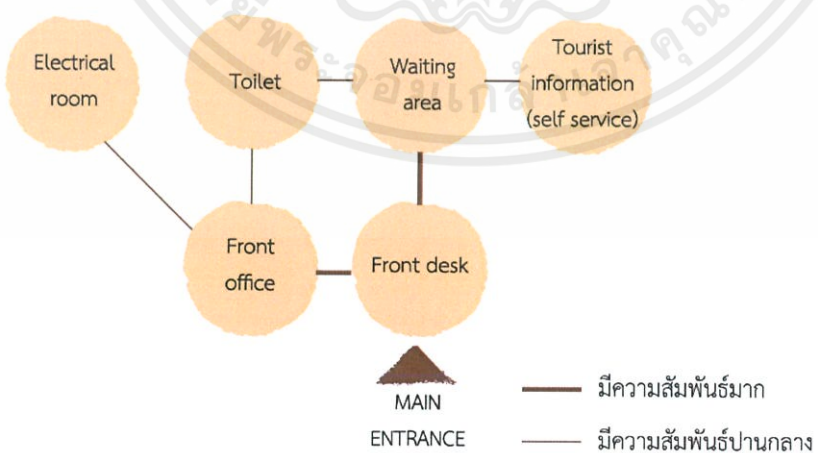 Electrical
room
Toilet
Waiting
area
Tourist
information
(self service)
Front
office
Front desk
MAIN
ENTRANCE
มีความสัมพันธ์มาก
มีความสัมพันธ์ปานกลาง